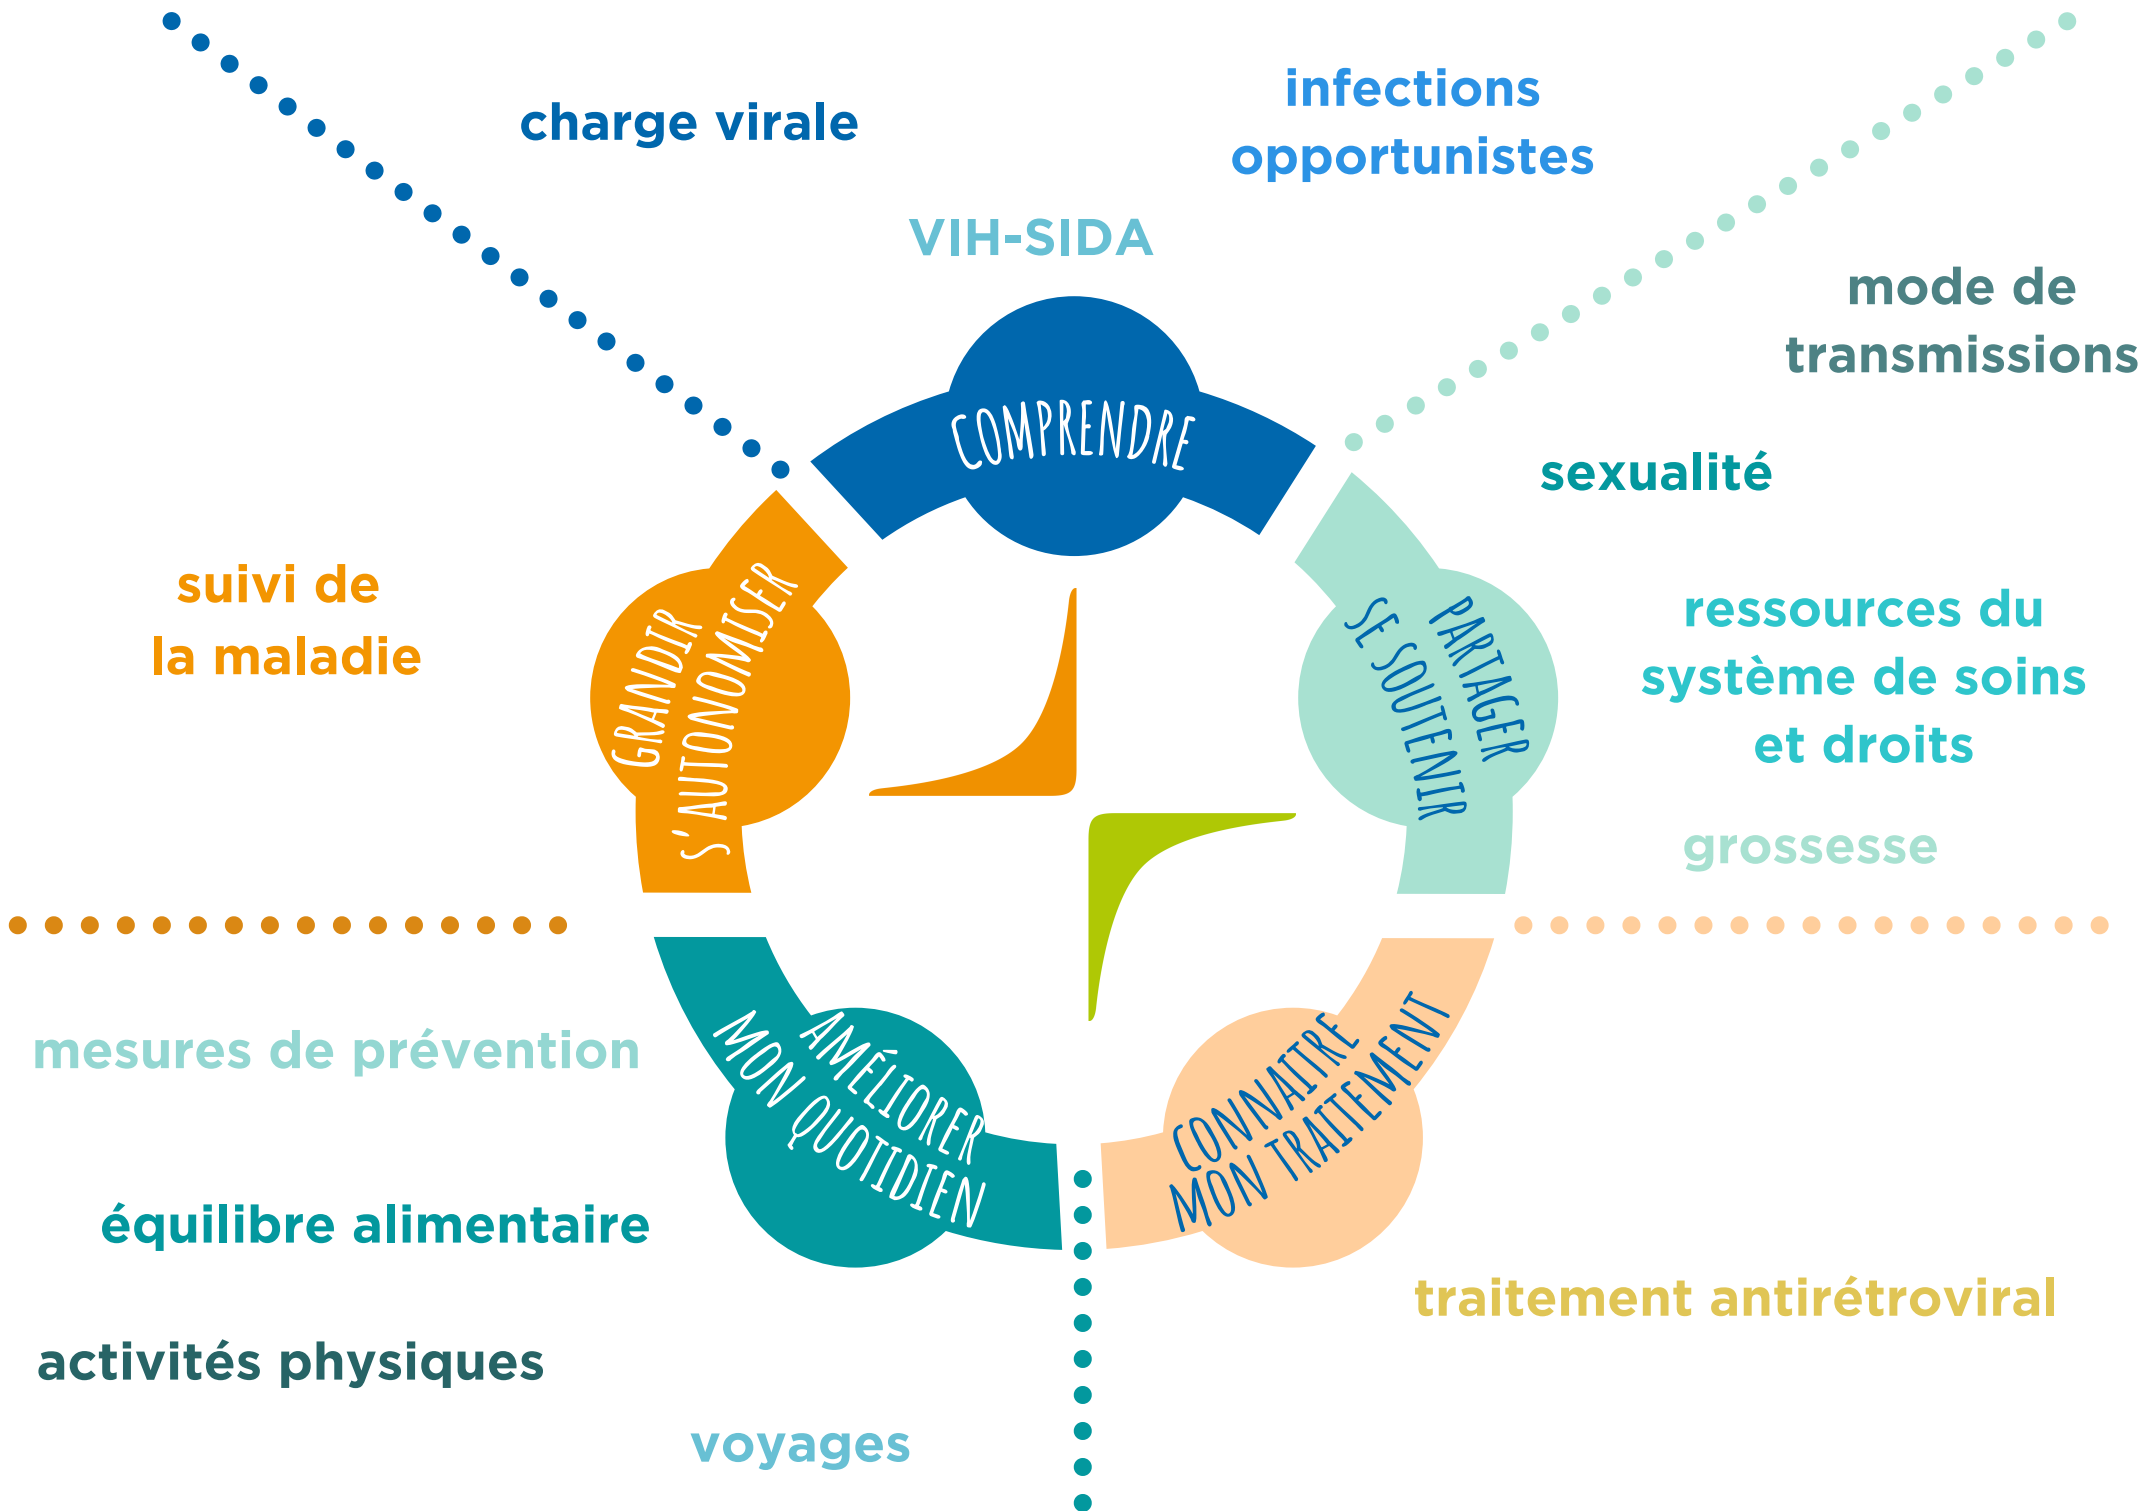 charge virale
infections
opportunistes
VIH-SIDA
COMPRENDRE
mode de
transmissions
sexualité
ressources du
système de soins
et droits
grossesse
PARTAGER
SE SOUTENIR
suivi de
la maladie
GRANDIR
S'AUTONOMISER
mesures de prévention
équilibre alimentaire
activités physiques
voyages
AMÉLIORER
MON QUOTIDIEN
CONNAITRE
MON TRAITEMENT
traitement antirétroviral